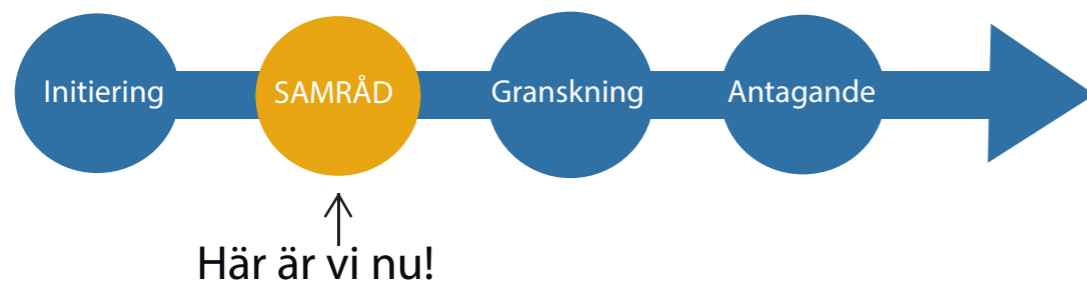 Initiering
SAMRÅD
Granskning
Antagande
Här är vi nu!